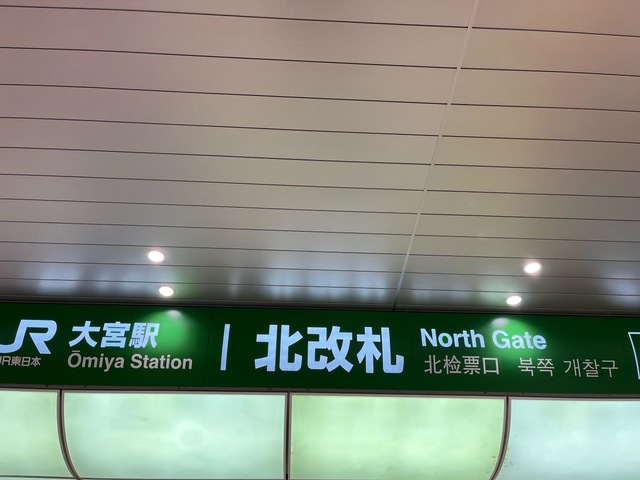 JR
JR東日本
大宮駅
Ōmiya Station
北改札
North Gate
北检票口 북쪽 개찰구